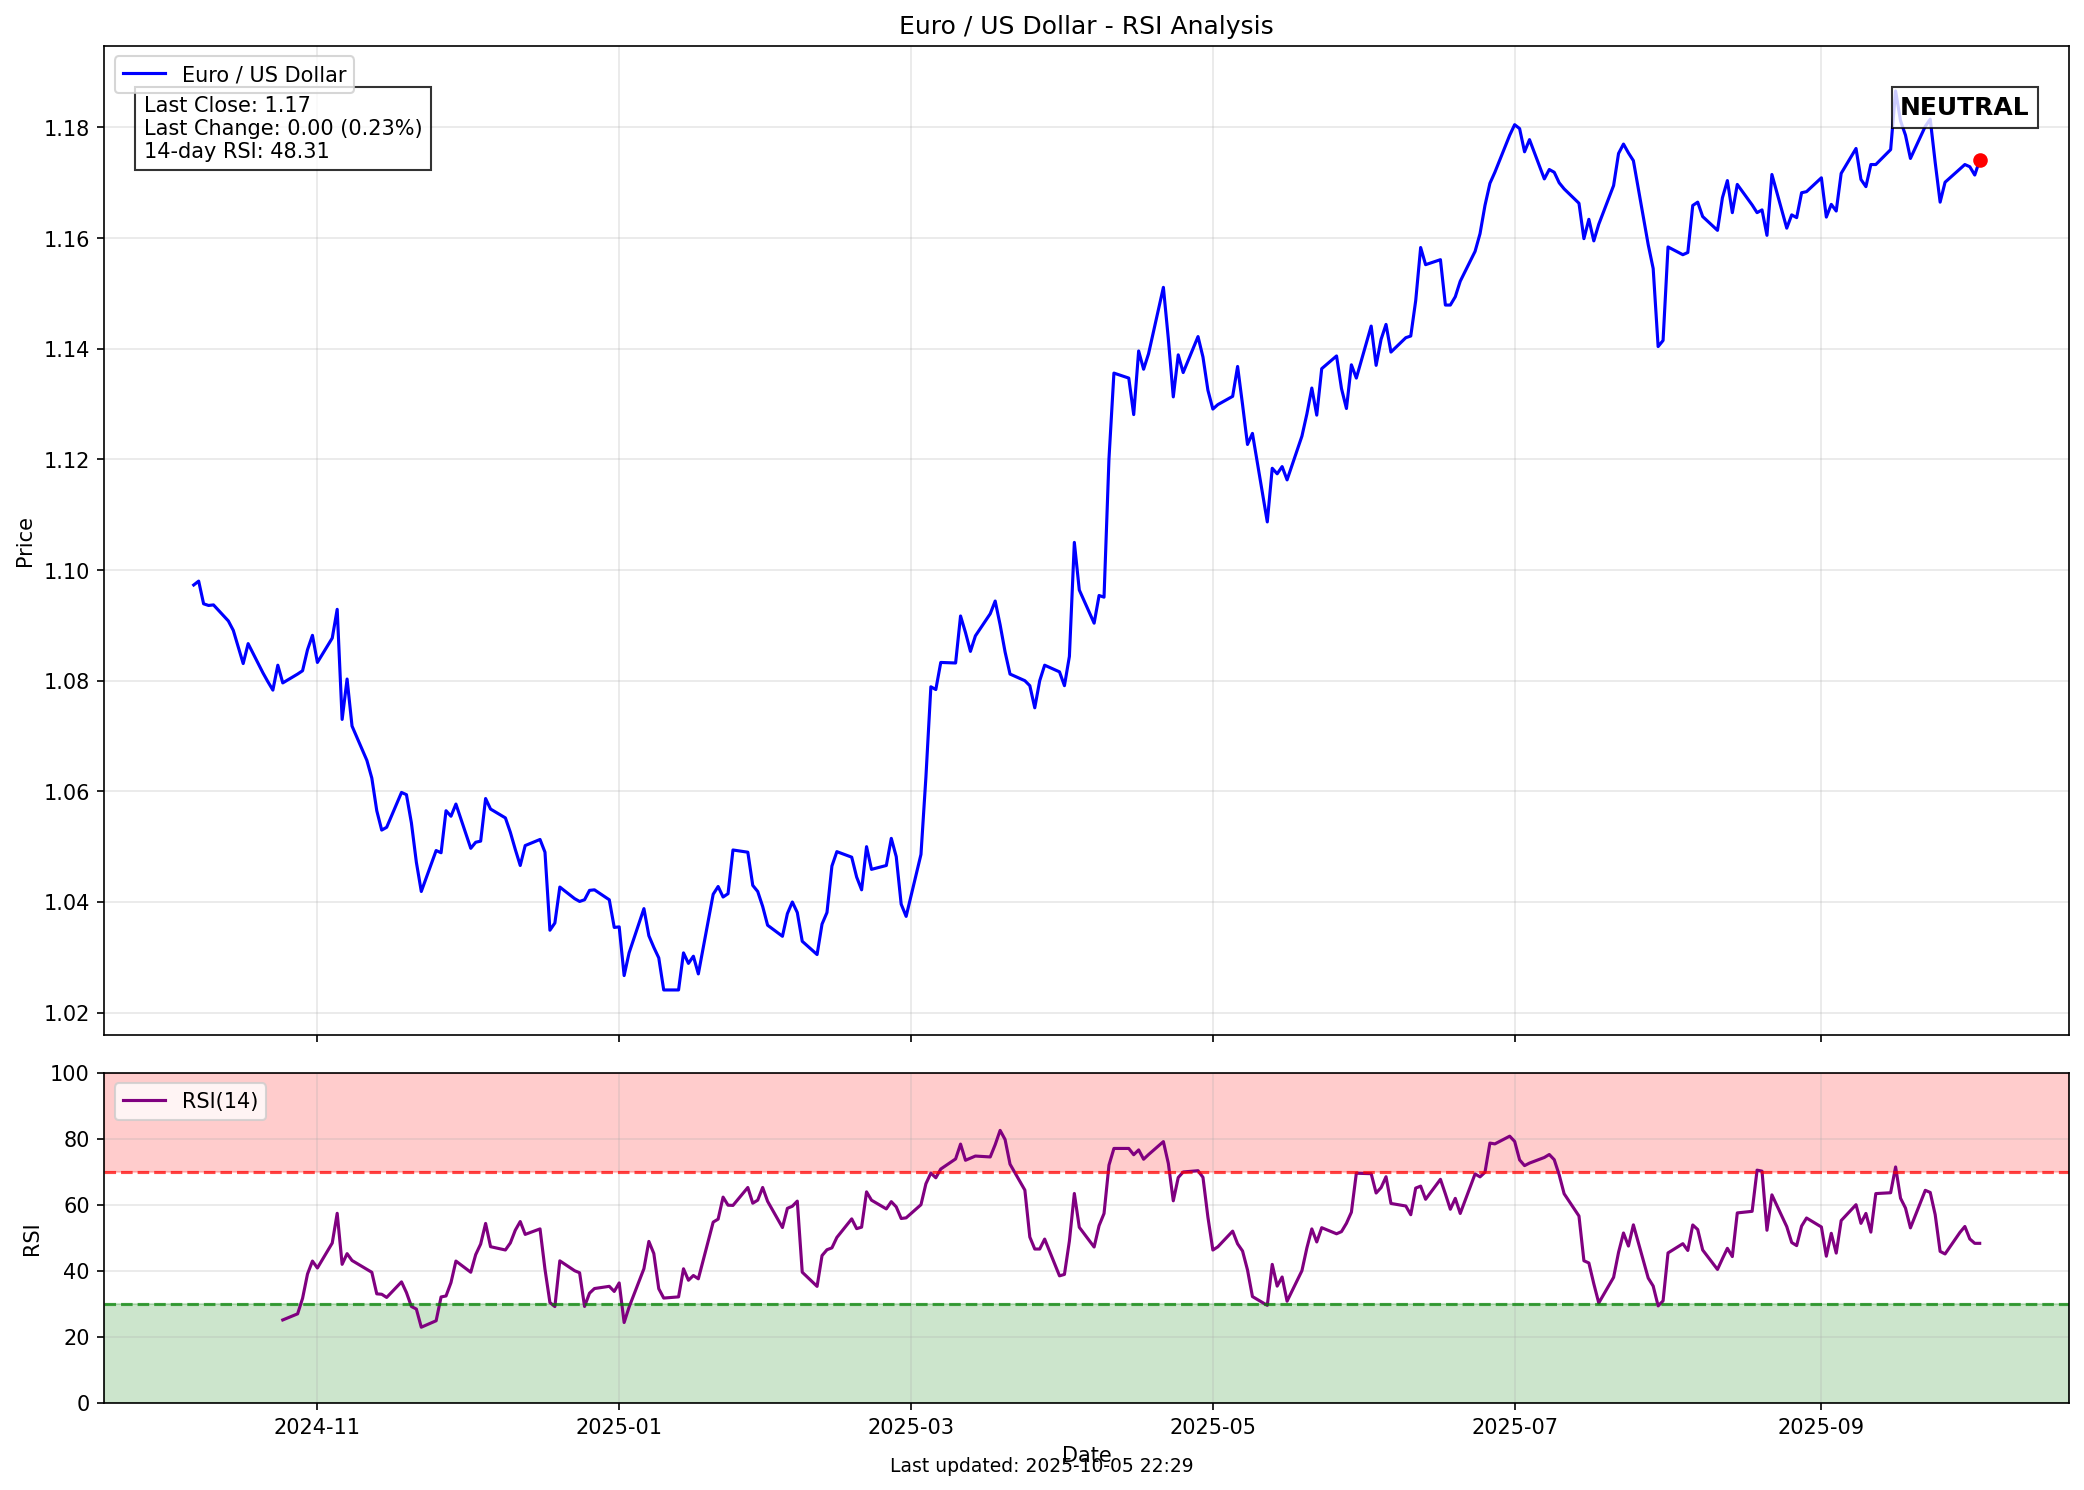 Euro / US Dollar - RSI Analysis
Euro / US Dollar
Last Close: 1.17
Last Change: 0.00 (0.23%)
14-day RSI: 48.31
NEUTRAL
Price
1.18
1.16
1.14
1.12
1.10
1.08
1.06
1.04
1.02
RSI(14)
RSI
100
80
60
40
20
0
2024-11
2025-01
2025-03
2025-05
2025-07
2025-09
Date
Last updated: 2025-10-05 22:29